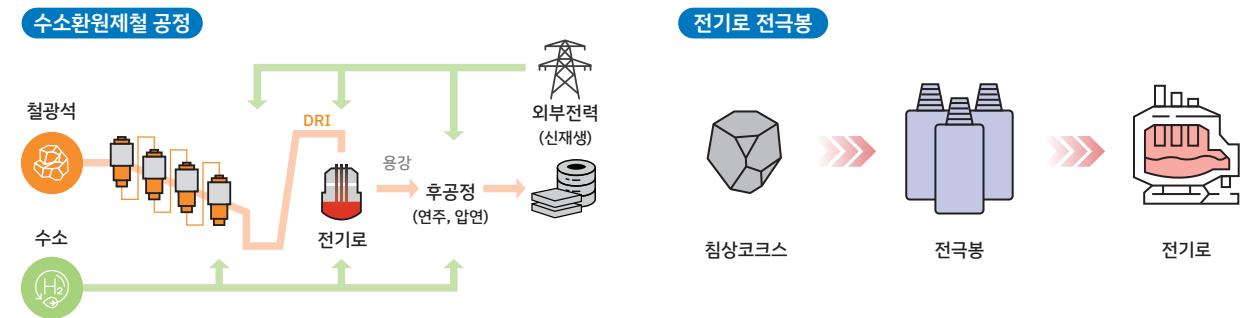 수소환원제철 공정
철광석
수소
H₂
DRI
전기로
용강
후공정
(연주, 압연)
외부전력
(신재생)
전기로 전극봉
침상코크스
전극봉
전기로